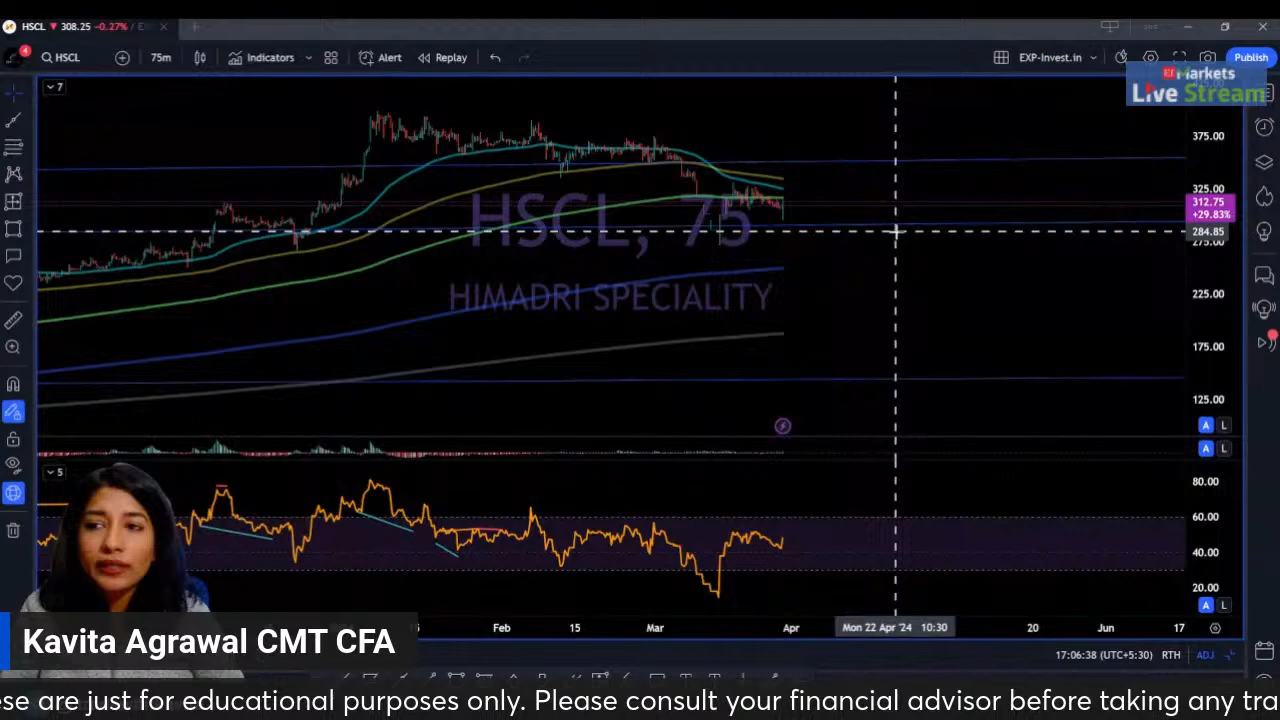 HSCL ▼ 308.25 −0.27%
4
HSCL
75m
Indicators
Alert
Replay
EXP-Invest.in
Publish
ET Markets
Live Stream
7
HSCL, 75
HIMADRI SPECIALITY
375.00
325.00
312.75
+29.83%
284.85
275.00
225.00
175.00
125.00
A L
A L
5
80.00
60.00
40.00
20.00
A L
Feb
15
Mar
Apr
Mon 22 Apr '24 10:30
20
Jun
17
17:06:38 (UTC+5:30) RTH ADJ
Kavita Agrawal CMT CFA
ese are just for educational purposes only. Please consult your financial advisor before taking any tra